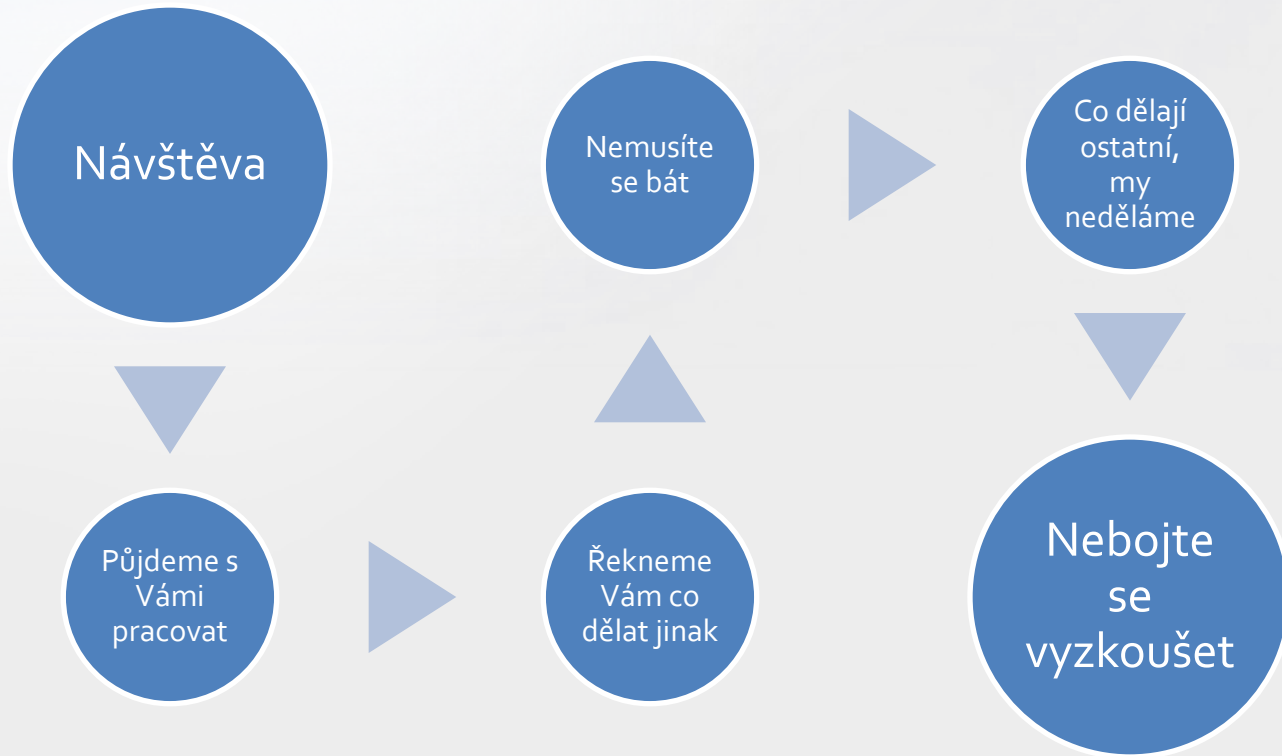 Návštěva
Půjdeme s
Vámi
pracovat
Řekneme
Vám co
dělat jinak
Nemusíte
se bát
Co dělají
ostatní,
my
neděláme
Nebojte
se
vyzkoušet